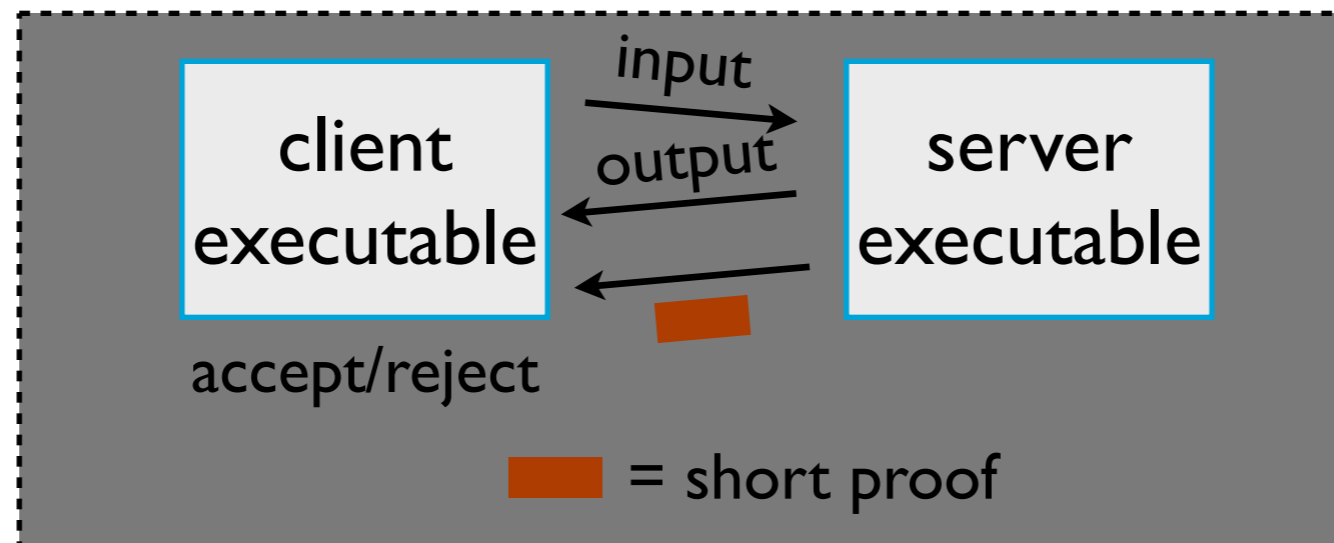 client
executable
input
output
server
executable
accept/reject
= short proof